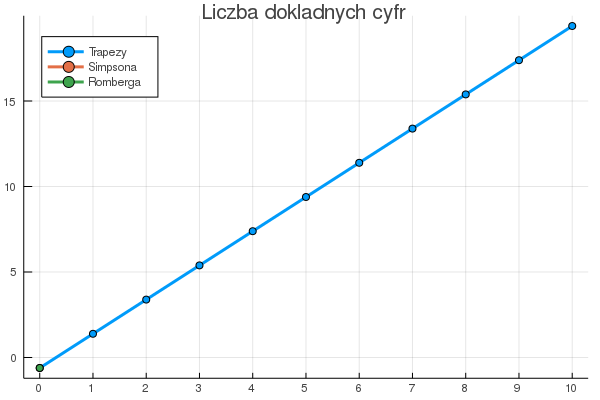 Liczba dokladnych cyfr
Trapezy
Simpsona
Romberga
15
10
5
0
0 1 2 3 4 5 6 7 8 9 10